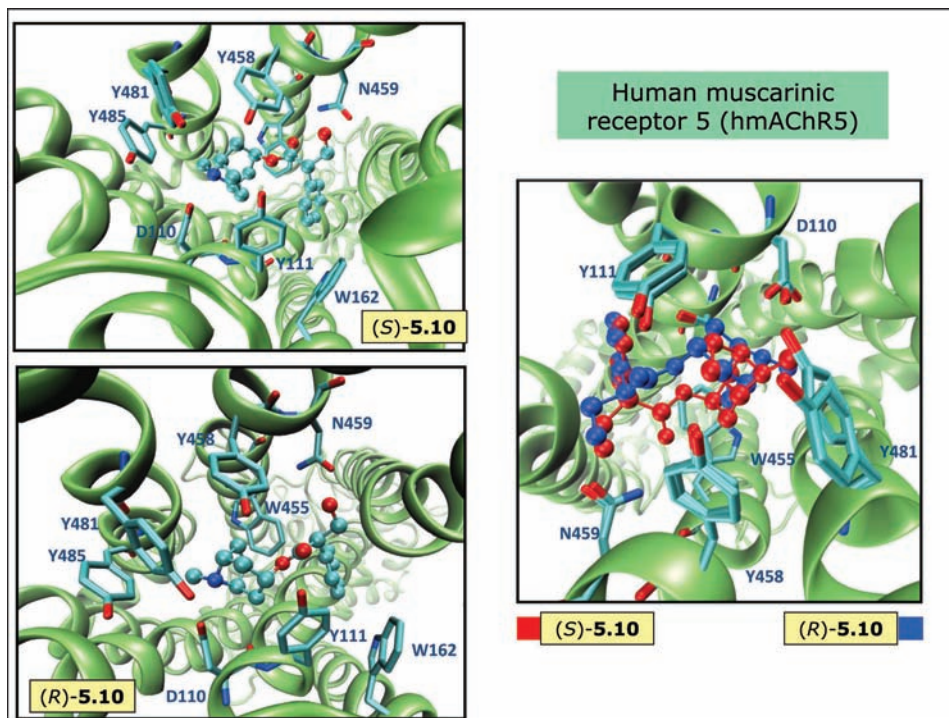 Y458
Y481
N459
Y485
D110
Y111
W162
(S)-5.10
N459
Y458
W455
Y481
Y485
Y111
W162
D110
(R)-5.10
Human muscarinic
receptor 5 (hmAChR5)
D110
Y111
W455
Y481
N459
Y458
(S)-5.10
(R)-5.10